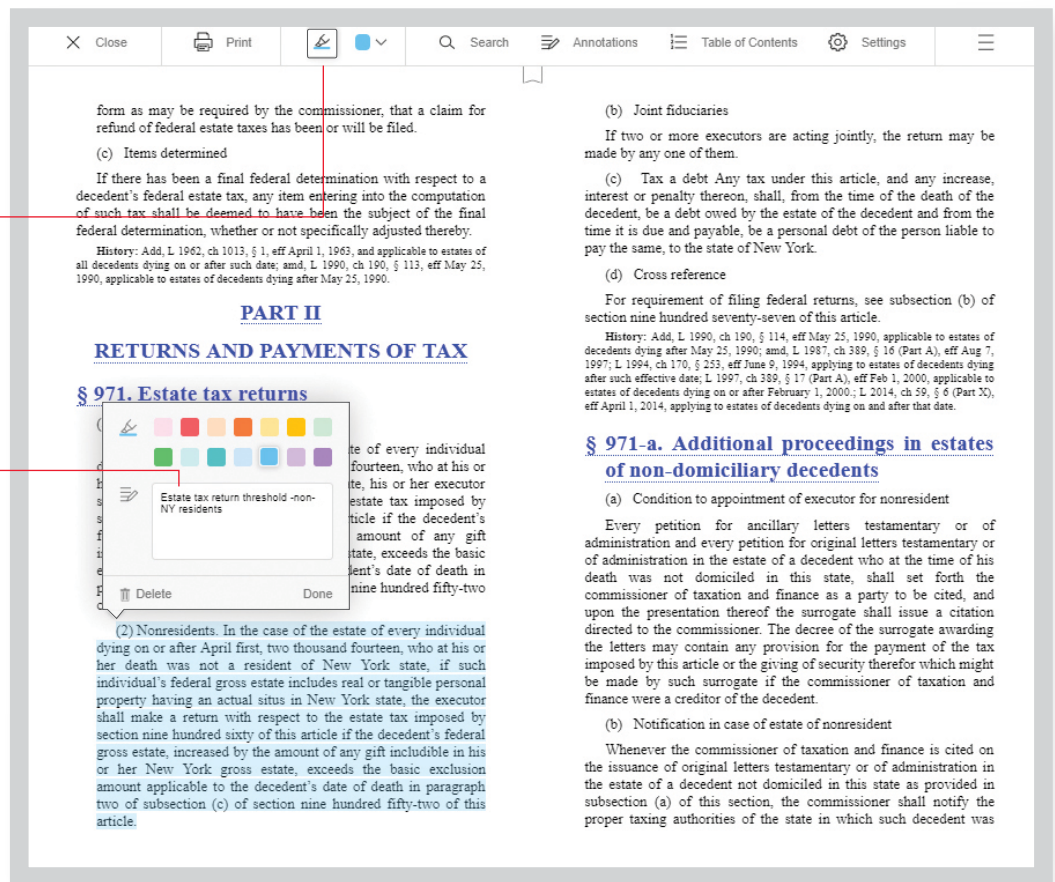 Close Print Search Annotations Table of Contents Settings
form as may be required by the commissioner, that a claim for
refund of federal estate taxes has been or will be filed.
(c) Items determined
If there has been a final federal determination with respect to a
decedent's federal estate tax, any item entering into the computation
of such tax shall be deemed to have been the subject of the final
federal determination, whether or not specifically adjusted thereby.
History: Add, L 1962, ch 1013, § 1, eff April 1, 1963, and applicable to estates of
all decedents dying on or after such date; amd, L 1990, ch 190, § 113, eff May 25,
1990, applicable to estates of decedents dying after May 25, 1990.
PART II
RETURNS AND PAYMENTS OF TAX
§ 971. Estate tax returns
te of every individual
fourteen, who at his or
te, his or her executor
estate tax imposed by
ticle if the decedent's
amount of any gift
state, exceeds the basic
dent's date of death in
nine hundred fifty-two
Estate tax return threshold -non-
NY residents
Delete Done
(2) Nonresidents. In the case of the estate of every individual
dying on or after April first, two thousand fourteen, who at his or
her death was not a resident of New York state, if such
individual's federal gross estate includes real or tangible personal
property having an actual situs in New York state, the executor
shall make a return with respect to the estate tax imposed by
section nine hundred sixty of this article if the decedent's federal
gross estate, increased by the amount of any gift includible in his
or her New York gross estate, exceeds the basic exclusion
amount applicable to the decedent's date of death in paragraph
two of subsection (c) of section nine hundred fifty-two of this
article.
(b) Joint fiduciaries
If two or more executors are acting jointly, the return may be
made by any one of them.
(c) Tax a debt Any tax under this article, and any increase,
interest or penalty thereon, shall, from the time of the death of the
decedent, be a debt owed by the estate of the decedent and from the
time it is due and payable, be a personal debt of the person liable to
pay the same, to the state of New York.
(d) Cross reference
For requirement of filing federal returns, see subsection (b) of
section nine hundred seventy-seven of this article.
History: Add, L 1990, ch 190, § 114, eff May 25, 1990, applicable to estates of
decedents dying after May 25, 1990; amd, L 1987, ch 389, § 16 (Part A), eff Aug 7,
1997; L 1994, ch 170, § 253, eff June 9, 1994, applying to estates of decedents dying
after such effective date; L 1997, ch 389, § 17 (Part A), eff Feb 1, 2000, applicable to
estates of decedents dying on or after February 1, 2000.; L 2014, ch 59, § 6 (Part X),
eff April 1, 2014, applying to estates of decedents dying on and after that date.
§ 971-a. Additional proceedings in estates
of non-domiciliary decedents
(a) Condition to appointment of executor for nonresident
Every petition for ancillary letters testamentary or of
administration and every petition for original letters testamentary or
of administration in the estate of a decedent who at the time of his
death was not domiciled in this state, shall set forth the
commissioner of taxation and finance as a party to be cited, and
upon the presentation thereof the surrogate shall issue a citation
directed to the commissioner. The decree of the surrogate awarding
the letters may contain any provision for the payment of the tax
imposed by this article or the giving of security therefor which might
be made by such surrogate if the commissioner of taxation and
finance were a creditor of the decedent.
(b) Notification in case of estate of nonresident
Whenever the commissioner of taxation and finance is cited on
the issuance of original letters testamentary or of administration in
the estate of a decedent not domiciled in this state as provided in
subsection (a) of this section, the commissioner shall notify the
proper taxing authorities of the state in which such decedent was